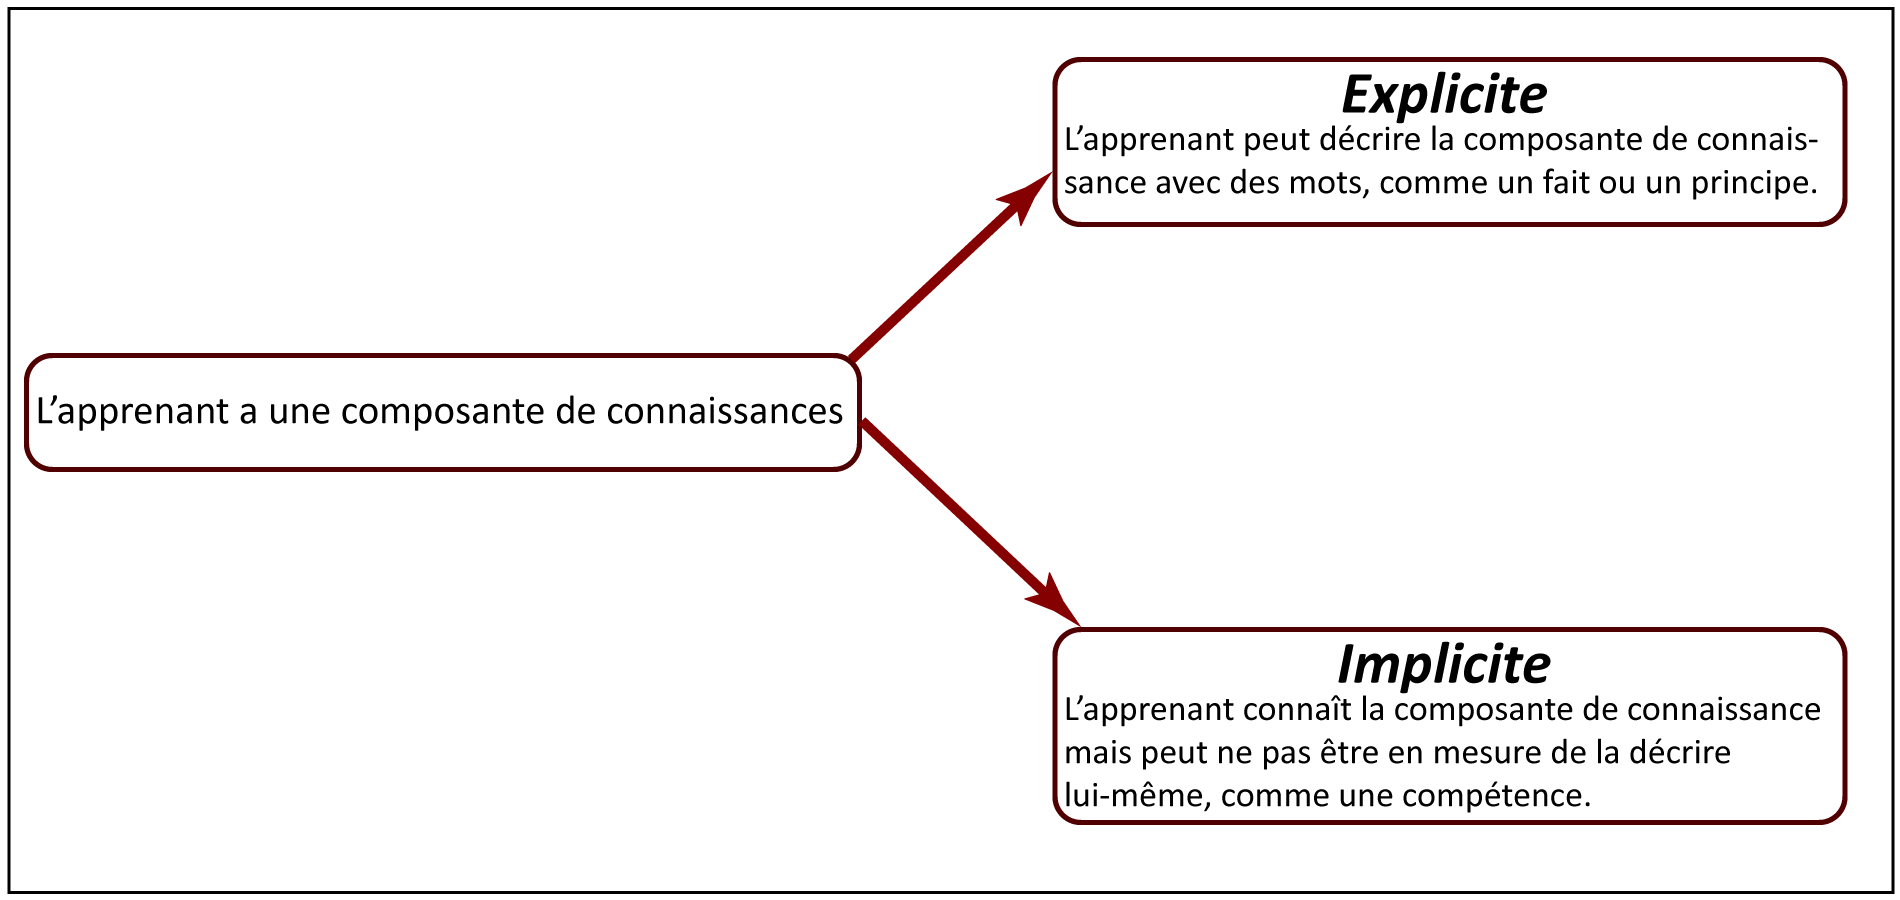 Explicite
L’apprenant peut décrire la composante de connais-
sance avec des mots, comme un fait ou un principe.
L’apprenant a une composante de connaissances
Implicite
L’apprenant connaît la composante de connaissance
mais peut ne pas être en mesure de la décrire
lui-même, comme une compétence.